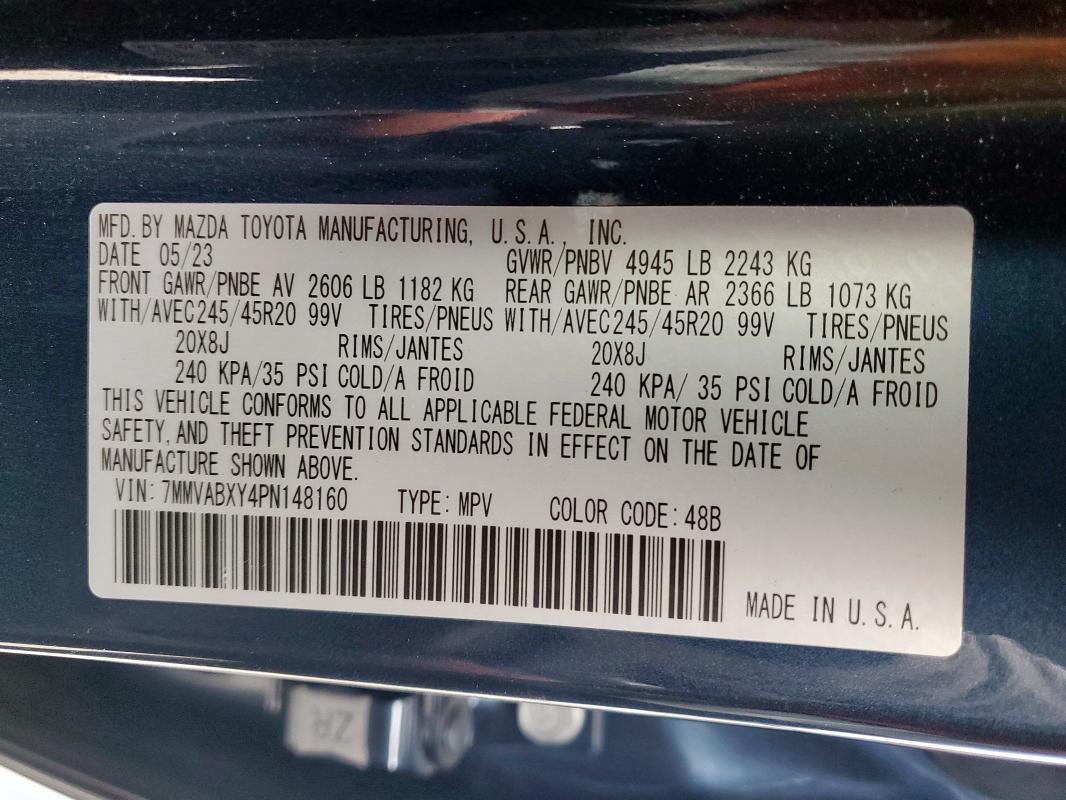 MFD. BY MAZDA TOYOTA MANUFACTURING, U.S.A., INC.
DATE 05/23 GVWR/PNBV 4945 LB 2243 KG
FRONT GAWR/PNBE AV 2606 LB 1182 KG REAR GAWR/PNBE AR 2366 LB 1073 KG
WITH/AVEC245/45R20 99V TIRES/PNEUS WITH/AVEC245/45R20 99V TIRES/PNEUS
20X8J RIMS/JANTES 20X8J RIMS/JANTES
240 KPA/35 PSI COLD/A FROID 240 KPA/ 35 PSI COLD/A FROID
THIS VEHICLE CONFORMS TO ALL APPLICABLE FEDERAL MOTOR VEHICLE
SAFETY, AND THEFT PREVENTION STANDARDS IN EFFECT ON THE DATE OF
MANUFACTURE SHOWN ABOVE.
VIN: 7MMVABXY4PN148160 TYPE: MPV COLOR CODE: 48B
MADE IN U.S.A.
ZR